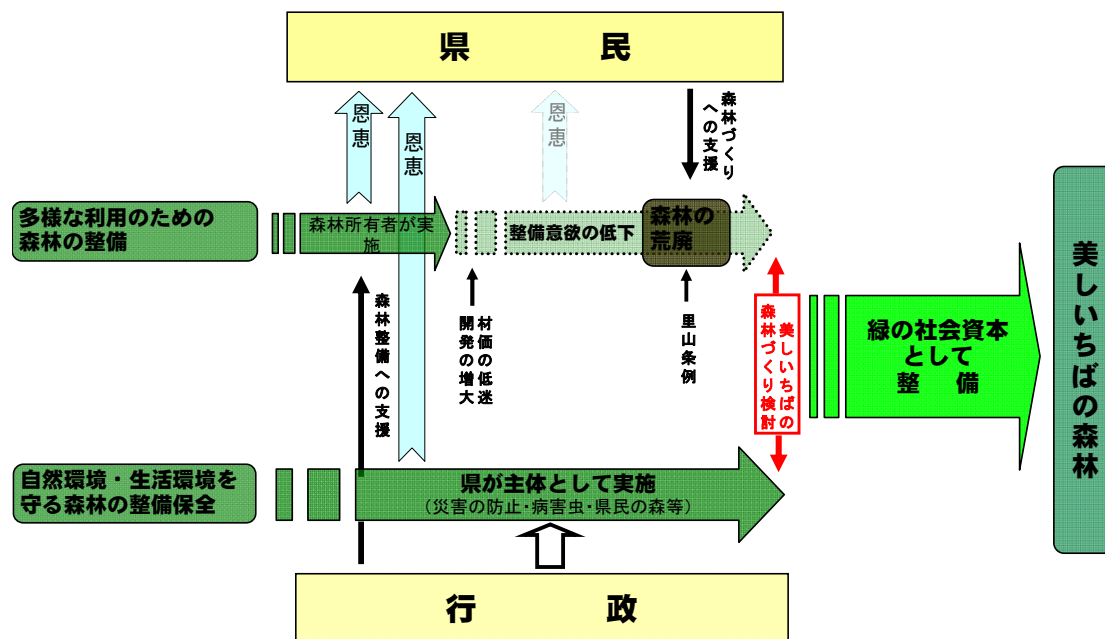 県民
恩恵
恩恵
恩恵
森林づくり
への支援
多様な利用のための
森林の整備
森林所有者が実
施
整備意欲の低下
森林の
荒廃
森林整備への支援
材価の低迷
開発の増大
里山条例
美しいちばの
森林づくり検討
緑の社会資本
として
整備
美しいちばの森林
自然環境・生活環境を
守る森林の整備保全
県が主体として実施
(災害の防止・病害虫・県民の森等)
行政